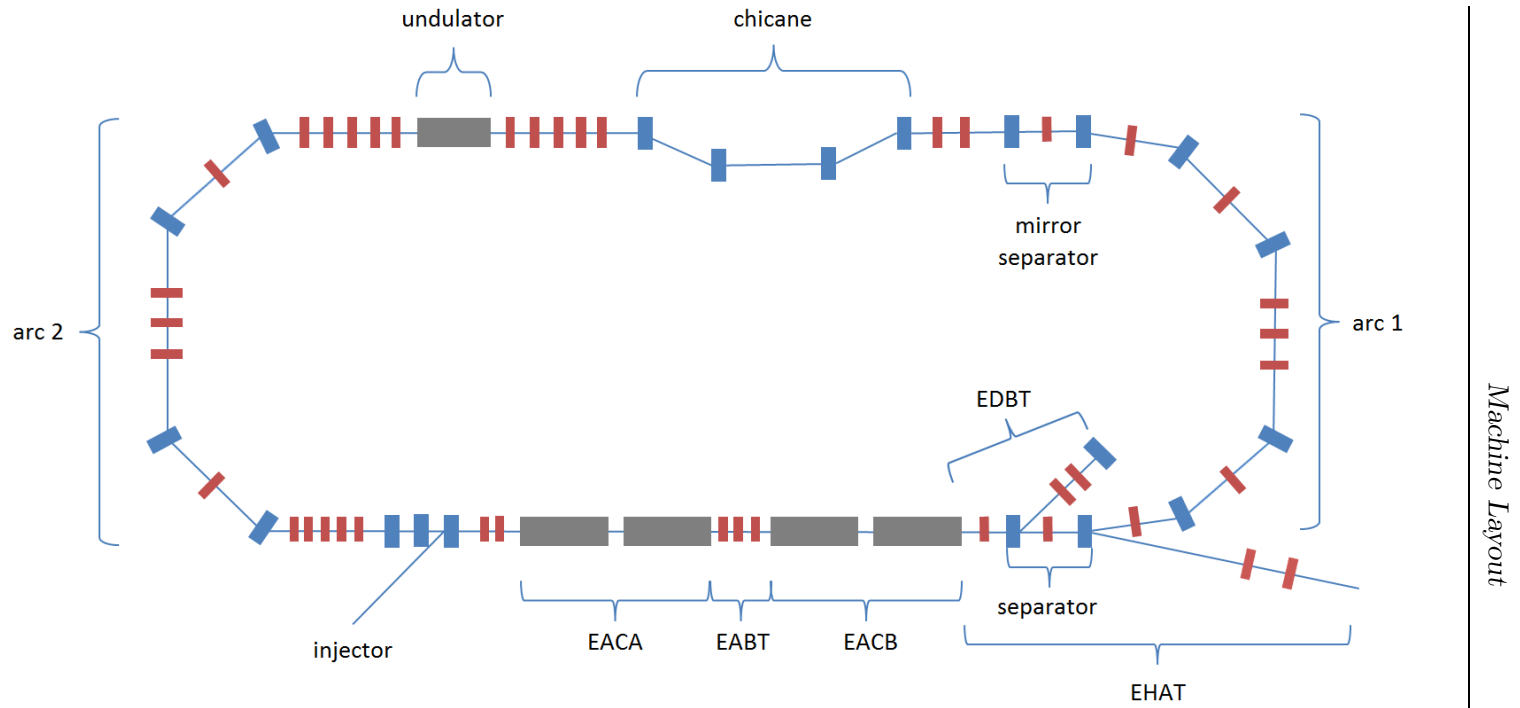 undulator
chicane
mirror
separator
arc 2
arc 1
EDBT
separator
injector
EACA
EABT
EACB
EHAT
Machine Layout